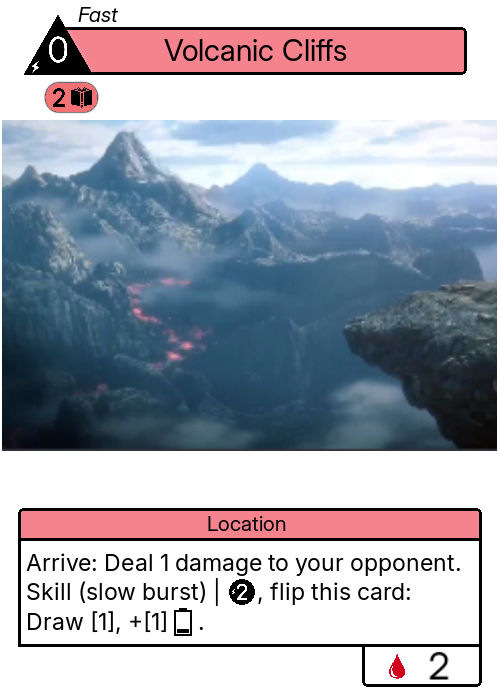 Fast
0
Volcanic Cliffs
2
Location
Arrive: Deal 1 damage to your opponent.
Skill (slow burst) | 2, flip this card:
Draw [1], +[1] .
2